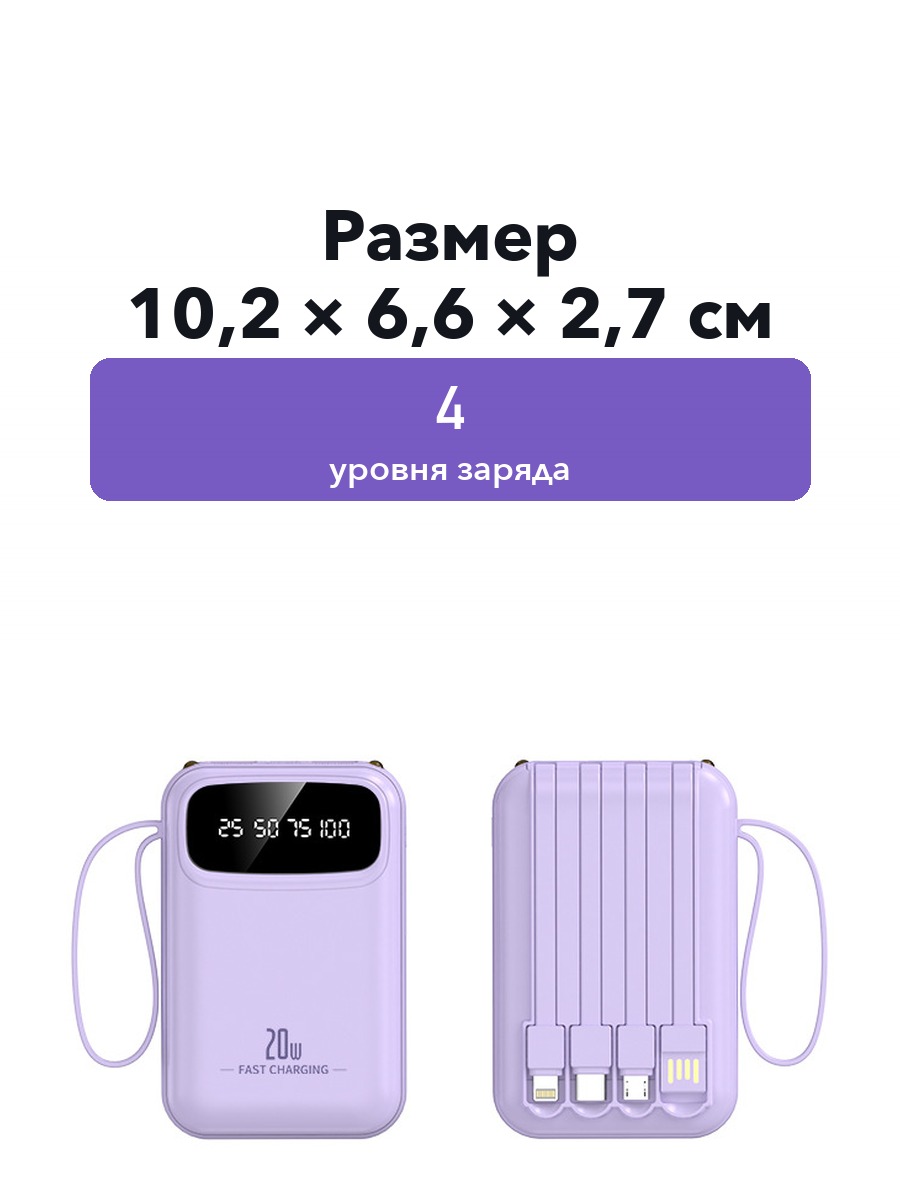 Размер
10,2 × 6,6 × 2,7 см
4
уровня заряда
25 50 75 100
20W
FAST CHARGING